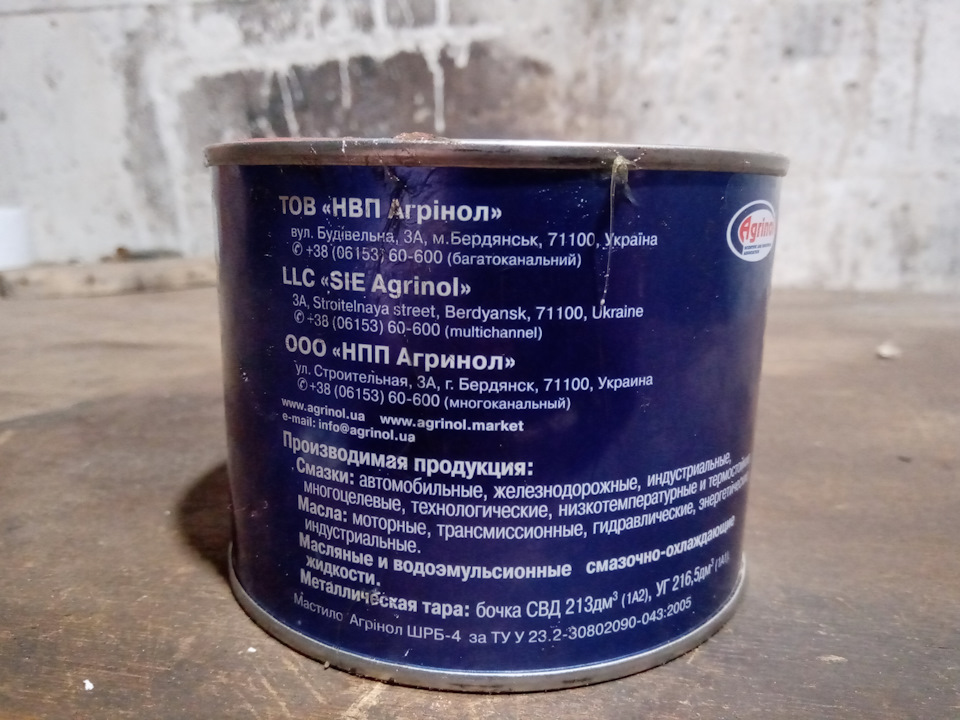 ТОВ «НВП Агрінол»
вул. Будівельна, 3А, м.Бердянськ, 71100, Україна
✆ +38 (06153) 60-600 (багатоканальний)
LLC «SIE Agrinol»
3A, Stroitelnaya street, Berdyansk, 71100, Ukraine
✆ +38 (06153) 60-600 (multichannel)
ООО «НПП Агринол»
ул. Строительная, 3А, г. Бердянск, 71100, Украина
✆ +38 (06153) 60-600 (многоканальный)
www.agrinol.ua www.agrinol.market
e-mail: info@agrinol.ua
Agrinol
Производимая продукция:
Смазки: автомобильные, железнодорожные, индустриальные,
многоцелевые, технологические, низкотемпературные и
Масла: моторные, трансмиссионные, гидравлические,
индустриальные.
Масляные и водоэмульсионные смазочно-охлаждающие
жидкости.
Металлическая тара: бочка СВД 213дм³ (1А2), УГ 216,5дм³ (1А1).
Мастило Агрінол ШРБ-4 за ТУ У 23.2-30802090-043:2005